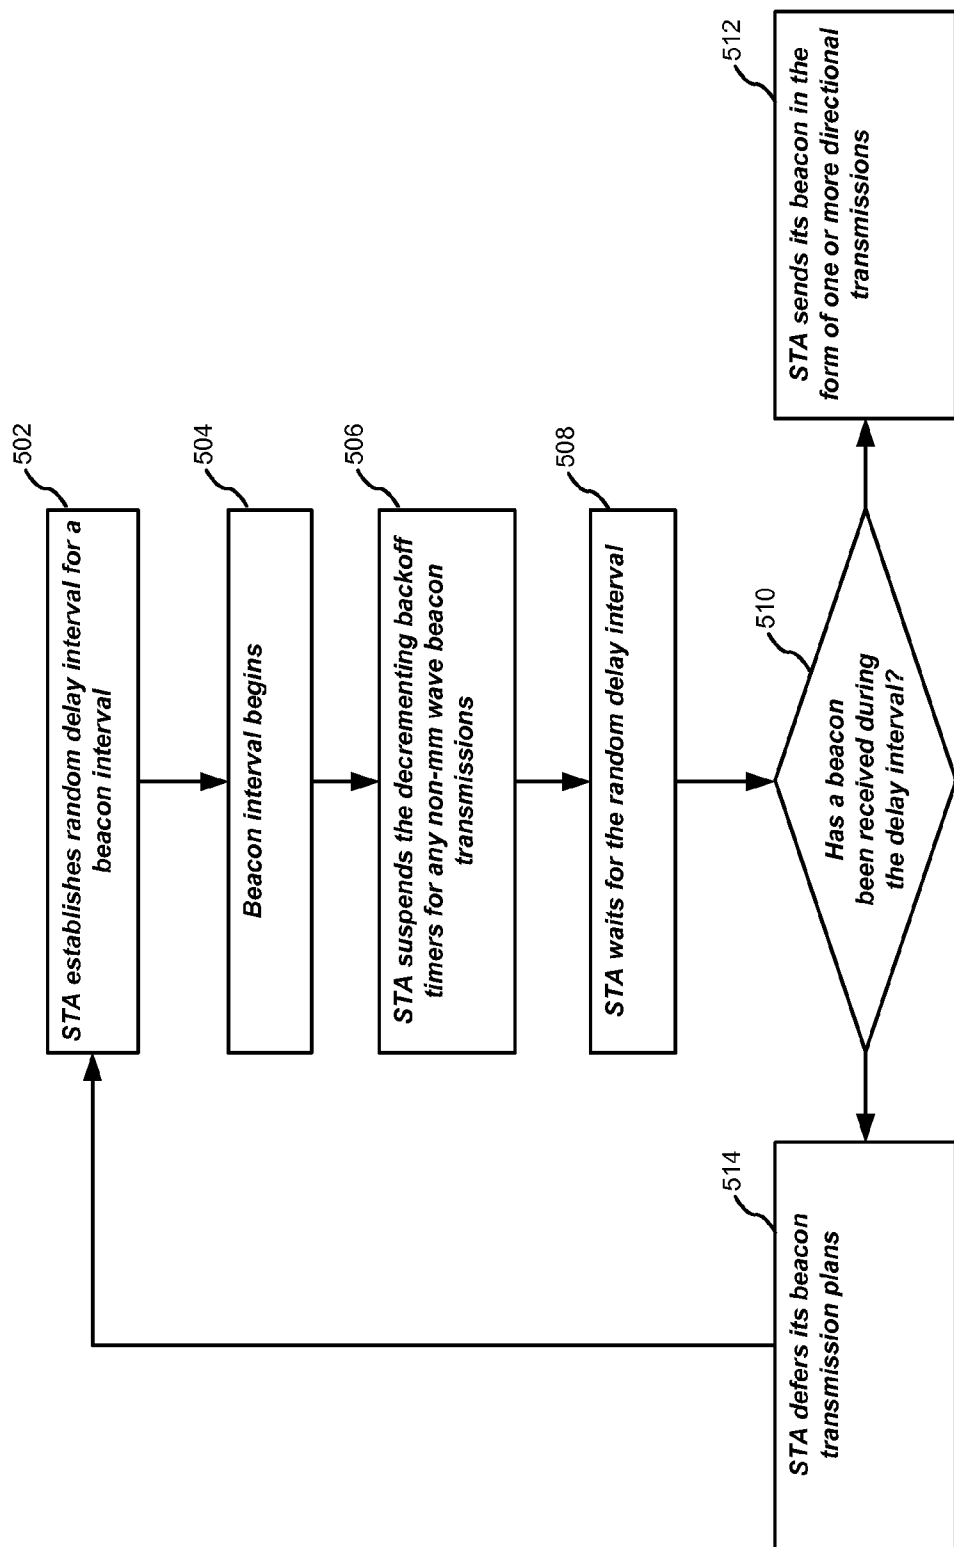 502
STA establishes random delay interval for a
beacon interval
504
Beacon interval begins
506
STA suspends the decrementing backoff
timers for any non-mm wave beacon
transmissions
508
STA waits for the random delay interval
510
Has a beacon
been received during
the delay interval?
514
STA defers its beacon
transmission plans
512
STA sends its beacon in the
form of one or more directional
transmissions